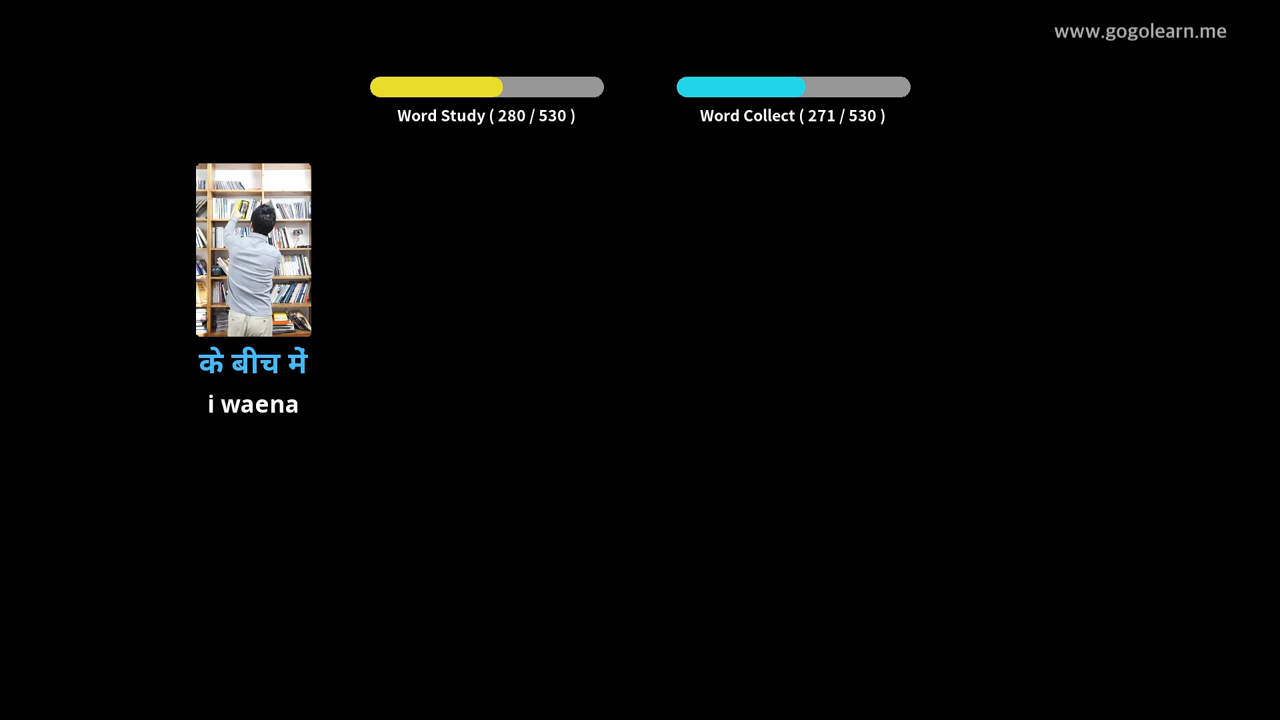 www.gogolearn.me
Word Study ( 280 / 530 )
Word Collect ( 271 / 530 )
के बीच में
i waena